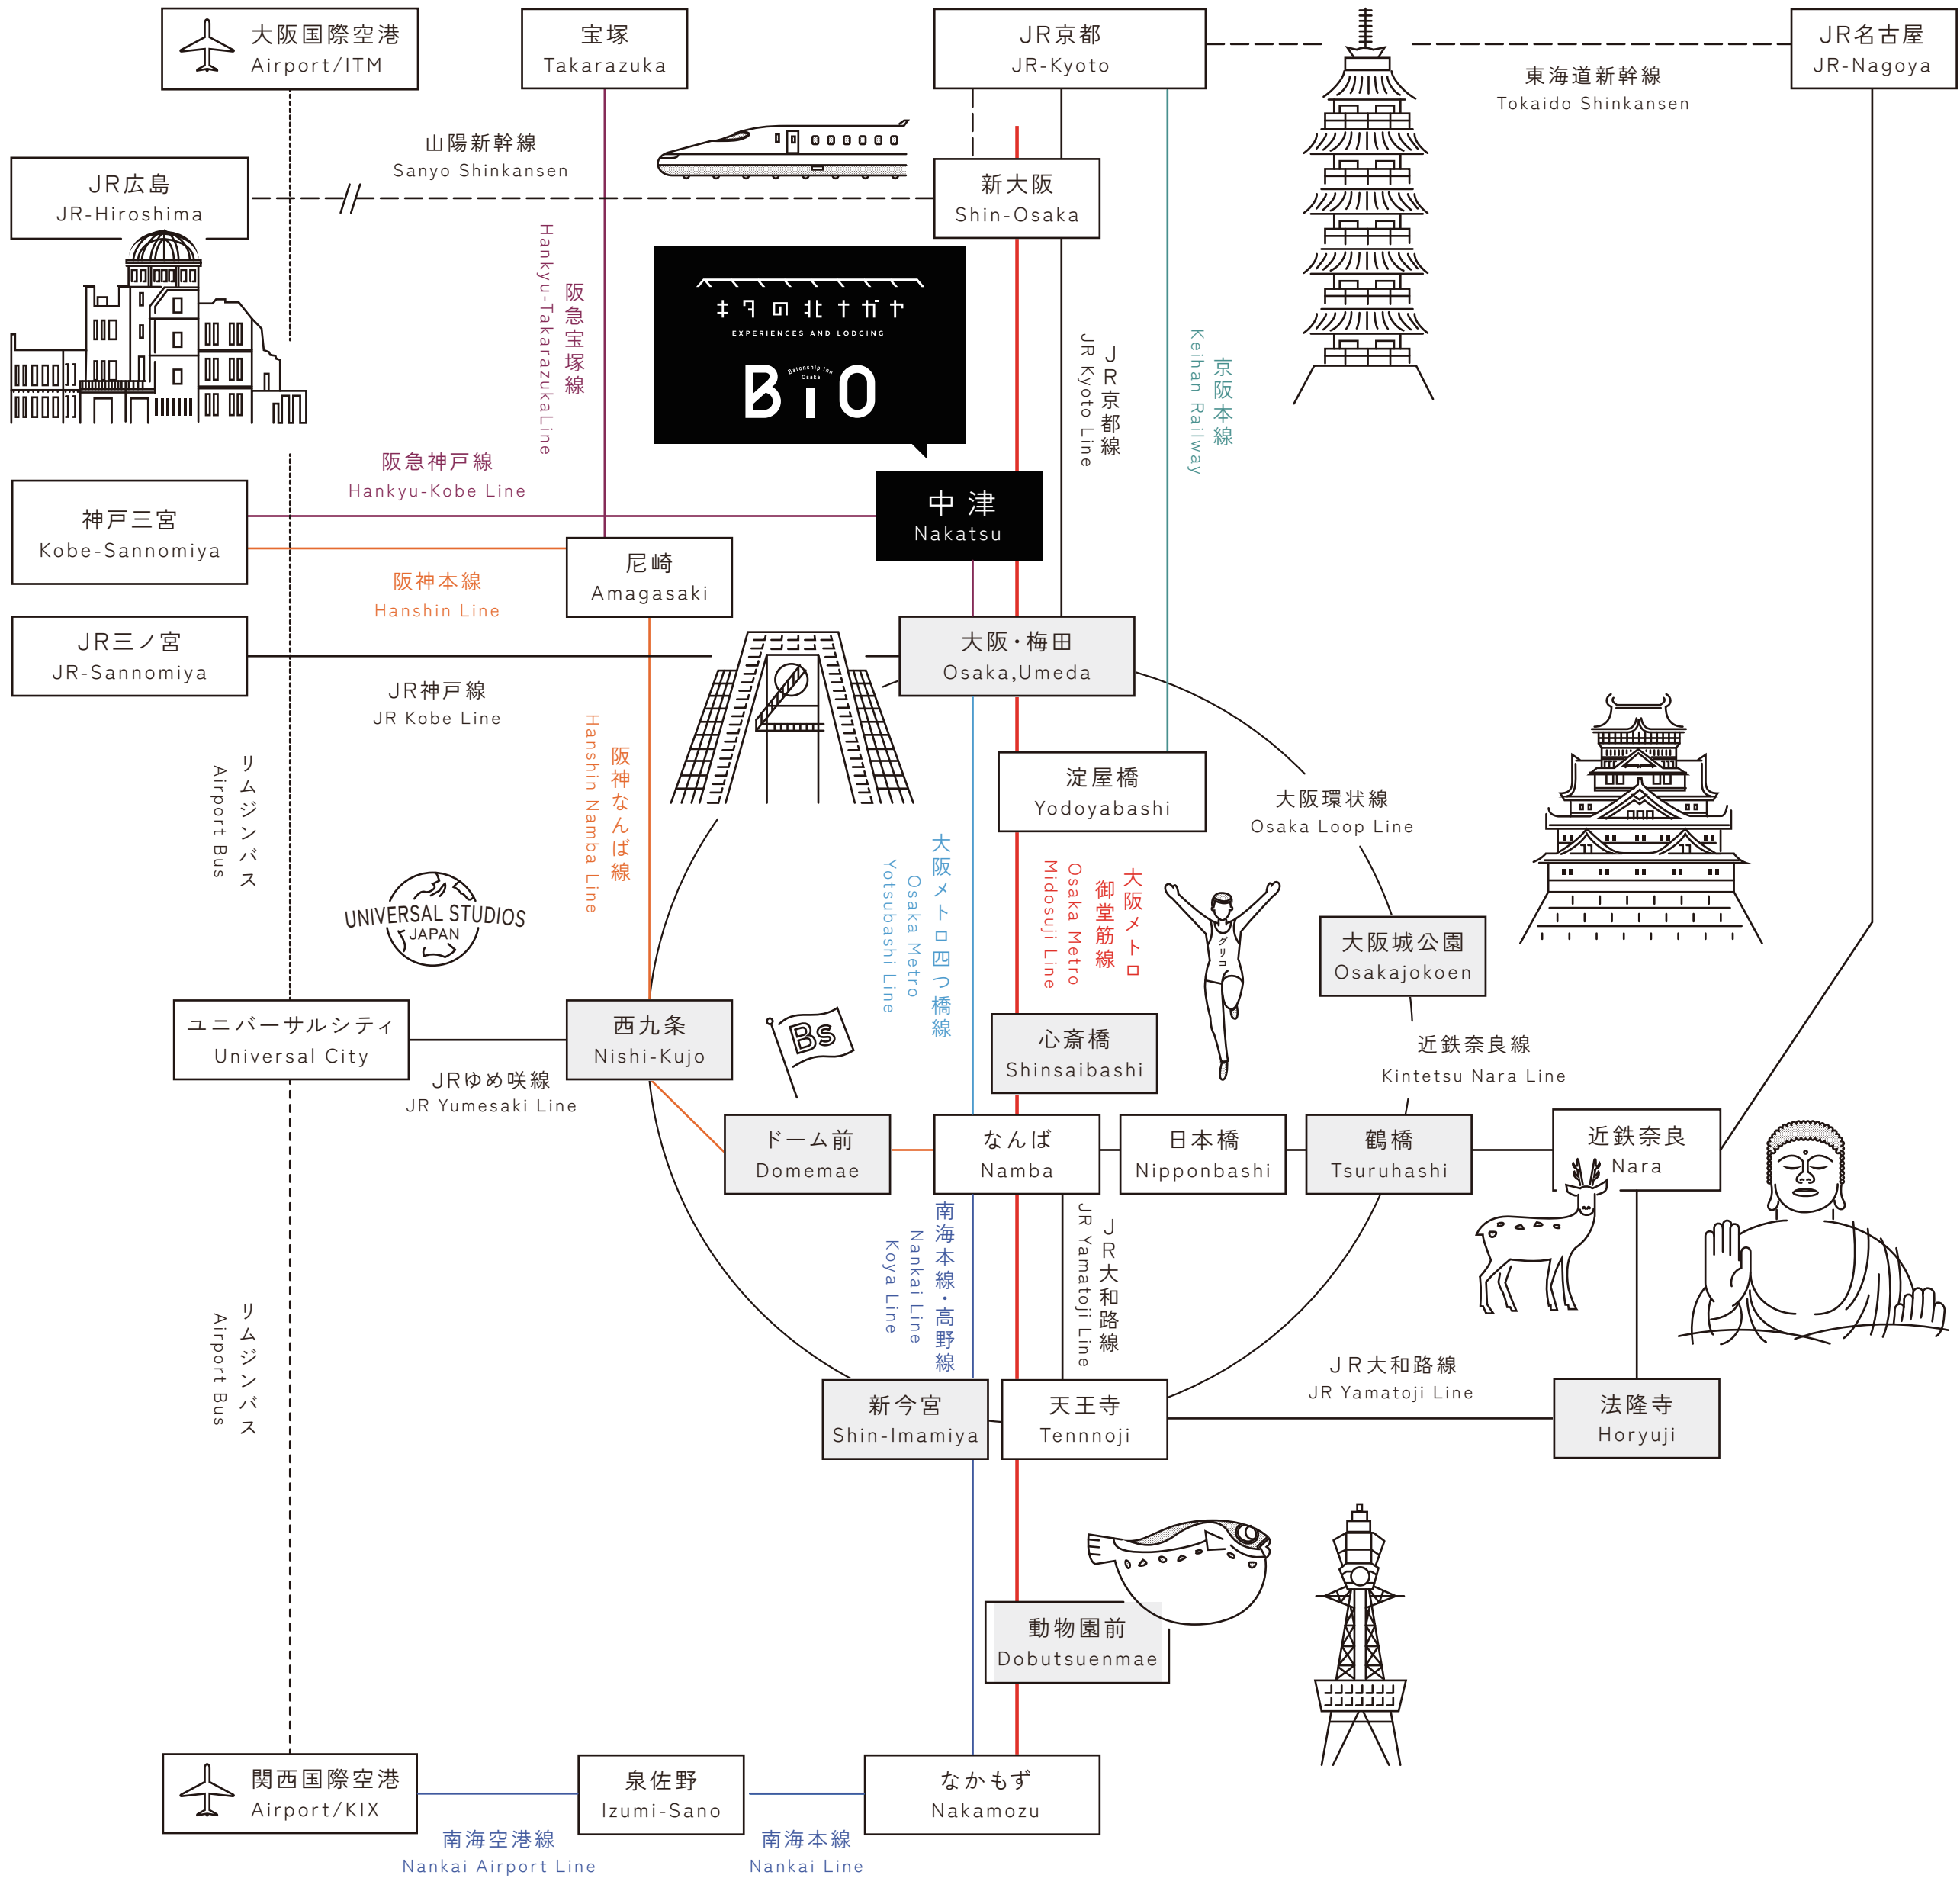 大阪国際空港
Airport/ITM
宝塚
Takarazuka
JR京都
JR-Kyoto
東海道新幹線
Tokaido Shinkansen
JR名古屋
JR-Nagoya
山陽新幹線
Sanyo Shinkansen
JR広島
JR-Hiroshima
新大阪
Shin-Osaka
阪急宝塚線
Hankyu-TakarazukaLine
キタの北ナガヤ
EXPERIENCES AND LODGING
Batonship Inn
Osaka
BiO
JR京都線
JR Kyoto Line
京阪本線
Keihan Railway
阪急神戸線
Hankyu-Kobe Line
神戸三宮
Kobe-Sannomiya
中津
Nakatsu
阪神本線
Hanshin Line
尼崎
Amagasaki
JR三ノ宮
JR-Sannomiya
JR神戸線
JR Kobe Line
大阪・梅田
Osaka,Umeda
リムジンバス
Airport Bus
阪神なんば線
Hanshin Namba Line
淀屋橋
Yodoyabashi
大阪環状線
Osaka Loop Line
大阪メトロ四つ橋線
Osaka Metro
Yotsubashi Line
大阪メトロ
御堂筋線
Osaka Metro
Midosuji Line
グリコ
UNIVERSAL STUDIOS
JAPAN
大阪城公園
Osakajokoen
ユニバーサルシティ
Universal City
西九条
Nishi-Kujo
Bs
心斎橋
Shinsaibashi
近鉄奈良線
Kintetsu Nara Line
JRゆめ咲線
JR Yumesaki Line
ドーム前
Domemae
なんば
Namba
日本橋
Nipponbashi
鶴橋
Tsuruhashi
近鉄奈良
Nara
南海本線・高野線
Nankai Line
Koya Line
JR大和路線
JR Yamatoji Line
リムジンバス
Airport Bus
新今宮
Shin-Imamiya
天王寺
Tennnoji
JR大和路線
JR Yamatoji Line
法隆寺
Horyuji
動物園前
Dobutsuenmae
関西国際空港
Airport/KIX
泉佐野
Izumi-Sano
なかもず
Nakamozu
南海空港線
Nankai Airport Line
南海本線
Nankai Line